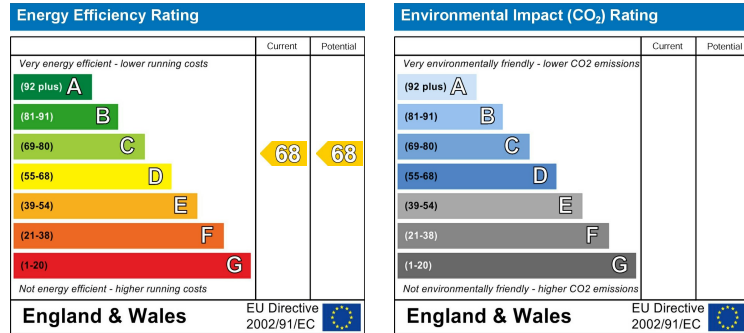 Energy Efficiency Rating
Current Potential
Very energy efficient - lower running costs
(92 plus) A
(81-91) B
(69-80) C
68 68
(55-68) D
(39-54) E
(21-38) F
(1-20) G
Not energy efficient - higher running costs
England & Wales
EU Directive
2002/91/EC
Environmental Impact (CO₂) Rating
Current Potential
Very environmentally friendly - lower CO2 emissions
(92 plus) A
(81-91) B
(69-80) C
(55-68) D
(39-54) E
(21-38) F
(1-20) G
Not environmentally friendly - higher CO2 emissions
England & Wales
EU Directive
2002/91/EC